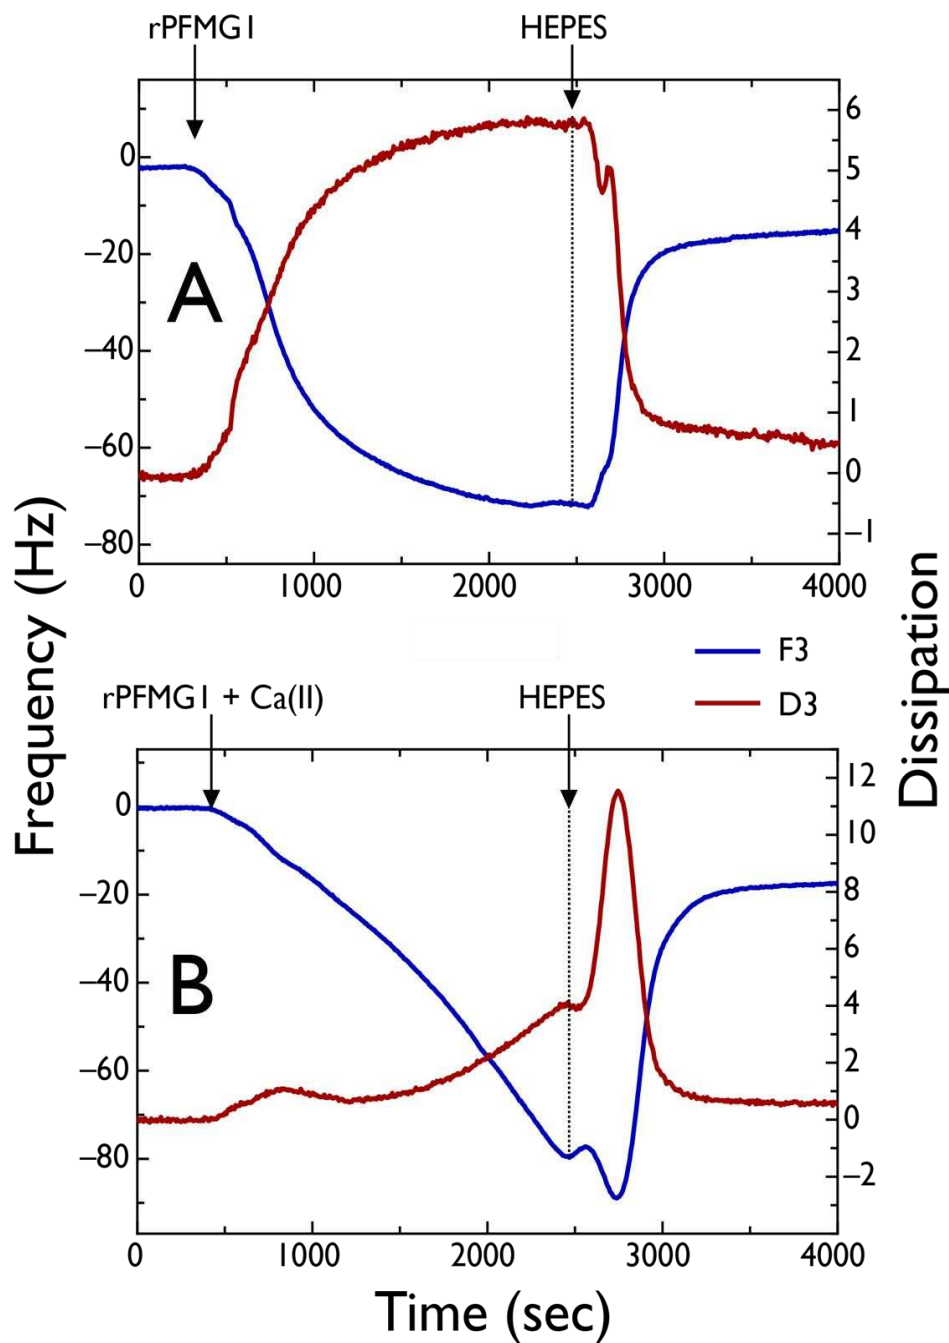 rPFMG1 HEPES
0
−20
−40
−60
−80
6
5
4
3
2
1
0
−1
A
0 1000 2000 3000 4000
Frequency (Hz)
Dissipation
F3
D3
rPFMG1 + Ca(II) HEPES
0
−20
−40
−60
−80
12
10
8
6
4
2
0
−2
B
0 1000 2000 3000 4000
Time (sec)